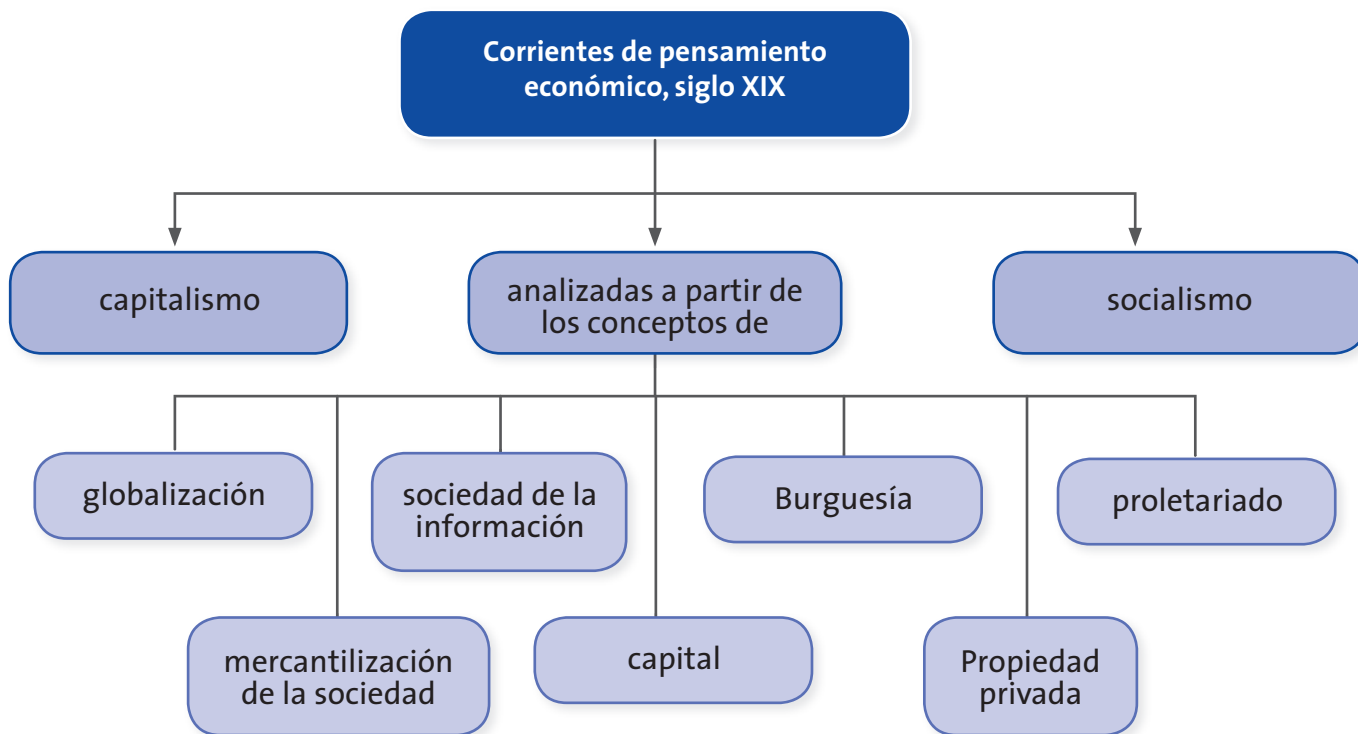 Corrientes de pensamiento
económico, siglo XIX
capitalismo
analizadas a partir de
los conceptos de
socialismo
globalización
sociedad de la
información
Burguesía
proletariado
mercantilización
de la sociedad
capital
Propiedad
privada